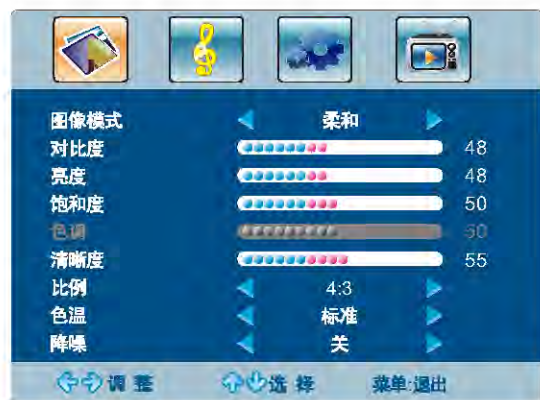 图像模式 柔和
对比度 48
亮度 48
饱和度 50
色调 50
清晰度 55
比例 4:3
色温 标准
降噪 关
调整 选择 菜单:退出